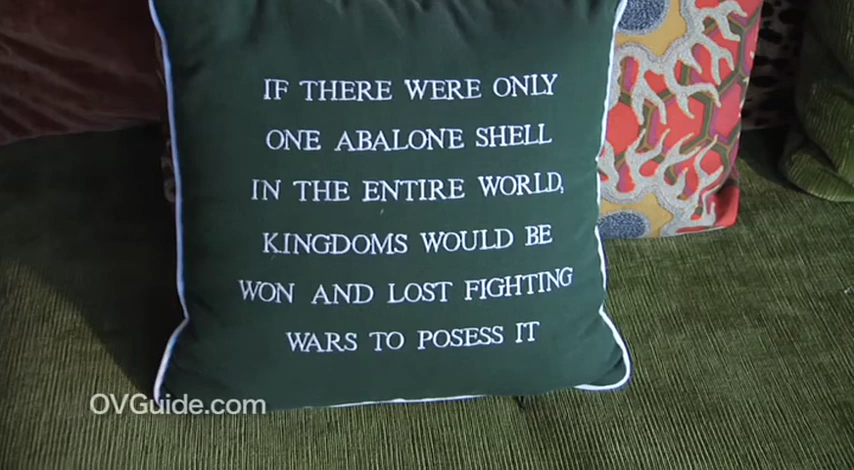 IF THERE WERE ONLY
ONE ABALONE SHELL
IN THE ENTIRE WORLD,
KINGDOMS WOULD BE
WON AND LOST FIGHTING
WARS TO POSESS IT
OVGuide.com